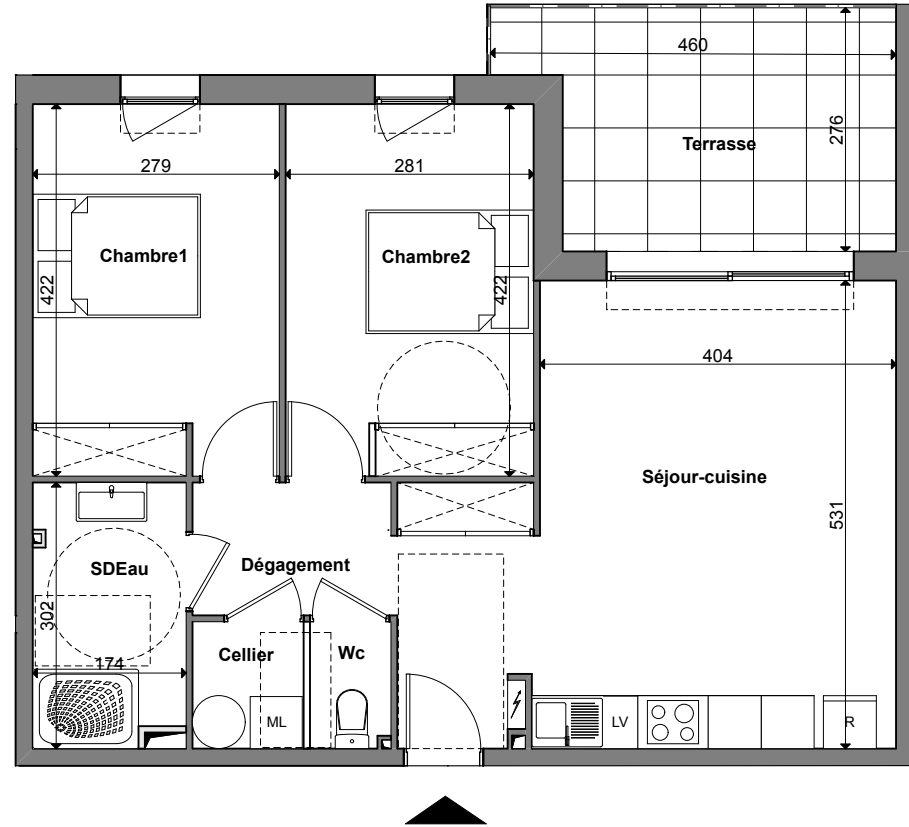 460
276
Terrasse
279
281
Chambre1
Chambre2
422
422
404
Séjour-cuisine
531
Dégagement
SDEau
302
174
Cellier
Wc
ML
LV
R